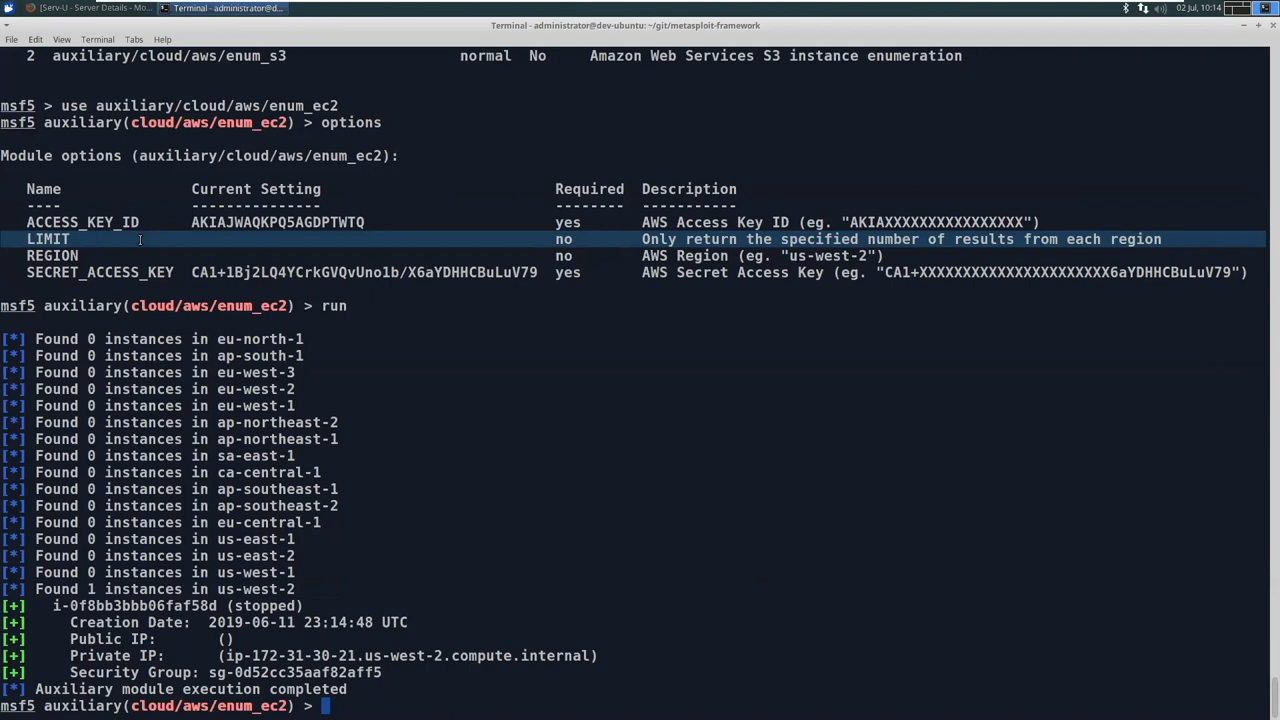 [Serv-U - Server Details - Mo...
Terminal - administrator@d...
02 Jul, 10:14
Terminal - administrator@dev-ubuntu: ~/git/metasploit-framework
File Edit View Terminal Tabs Help
2 auxiliary/cloud/aws/enum_s3 normal No Amazon Web Services S3 instance enumeration
msf5 > use auxiliary/cloud/aws/enum_ec2
msf5 auxiliary(cloud/aws/enum_ec2) > options
Module options (auxiliary/cloud/aws/enum_ec2):
Name Current Setting Required Description
---- --------------- -------- -----------
ACCESS_KEY_ID AKIAJWAQKPQ5AGDPTWTQ yes AWS Access Key ID (eg. "AKIAXXXXXXXXXXXXXXXX")
LIMIT no Only return the specified number of results from each region
REGION no AWS Region (eg. "us-west-2")
SECRET_ACCESS_KEY CA1+1Bj2LQ4YCrkGVQvUno1b/X6aYDHHCBuLuV79 yes AWS Secret Access Key (eg. "CA1+XXXXXXXXXXXXXXXXXXXXXX6aYDHHCBuLuV79")
msf5 auxiliary(cloud/aws/enum_ec2) > run
[*] Found 0 instances in eu-north-1
[*] Found 0 instances in ap-south-1
[*] Found 0 instances in eu-west-3
[*] Found 0 instances in eu-west-2
[*] Found 0 instances in eu-west-1
[*] Found 0 instances in ap-northeast-2
[*] Found 0 instances in ap-northeast-1
[*] Found 0 instances in sa-east-1
[*] Found 0 instances in ca-central-1
[*] Found 0 instances in ap-southeast-1
[*] Found 0 instances in ap-southeast-2
[*] Found 0 instances in eu-central-1
[*] Found 0 instances in us-east-1
[*] Found 0 instances in us-east-2
[*] Found 0 instances in us-west-1
[*] Found 1 instances in us-west-2
[+] i-0f8bb3bbb06faf58d (stopped)
[+] Creation Date: 2019-06-11 23:14:48 UTC
[+] Public IP: ()
[+] Private IP: (ip-172-31-30-21.us-west-2.compute.internal)
[+] Security Group: sg-0d52cc35aaf82aff5
[*] Auxiliary module execution completed
msf5 auxiliary(cloud/aws/enum_ec2) >